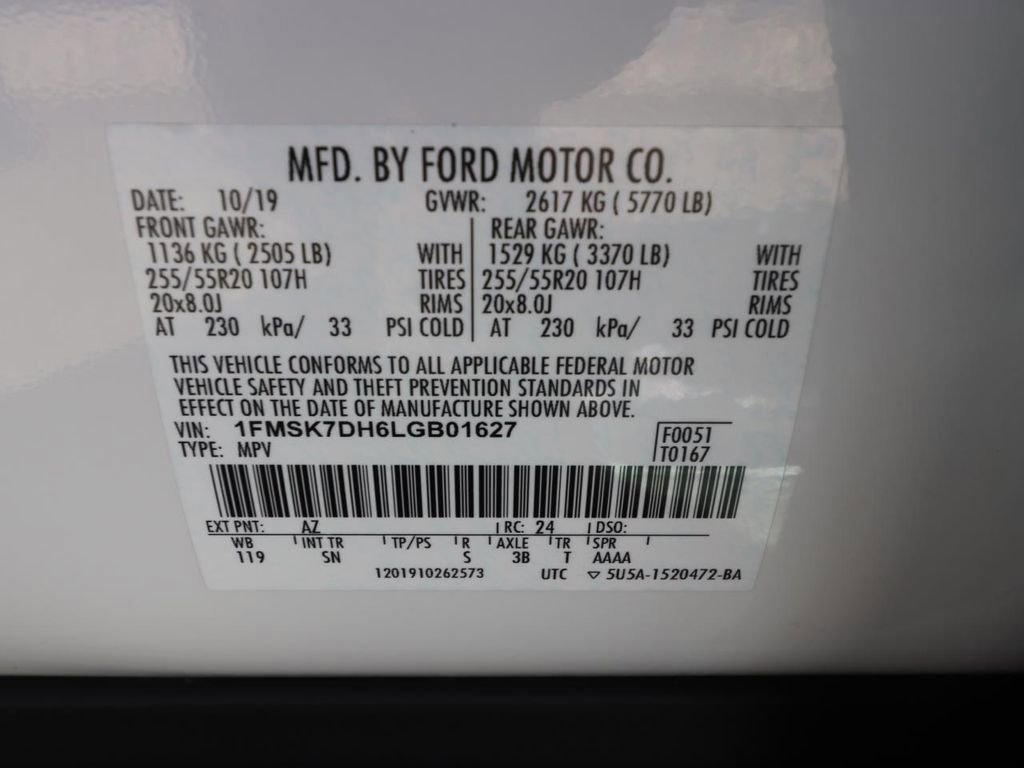 MFD. BY FORD MOTOR CO.
DATE: 10/19 GVWR: 2617 KG ( 5770 LB)
FRONT GAWR: REAR GAWR:
1136 KG ( 2505 LB) WITH 1529 KG ( 3370 LB) WITH
255/55R20 107H TIRES 255/55R20 107H TIRES
20x8.0J RIMS 20x8.0J RIMS
AT 230 kPa/ 33 PSI COLD AT 230 kPa/ 33 PSI COLD
THIS VEHICLE CONFORMS TO ALL APPLICABLE FEDERAL MOTOR
VEHICLE SAFETY AND THEFT PREVENTION STANDARDS IN
EFFECT ON THE DATE OF MANUFACTURE SHOWN ABOVE.
VIN: 1FMSK7DH6LGB01627 F0051
TYPE: MPV T0167
EXT PNT: AZ RC: 24 DSO:
WB INT TR TP/PS R AXLE TR SPR
119 SN S 3B T AAAA
1201910262573 UTC ▽ 5U5A-1520472-BA